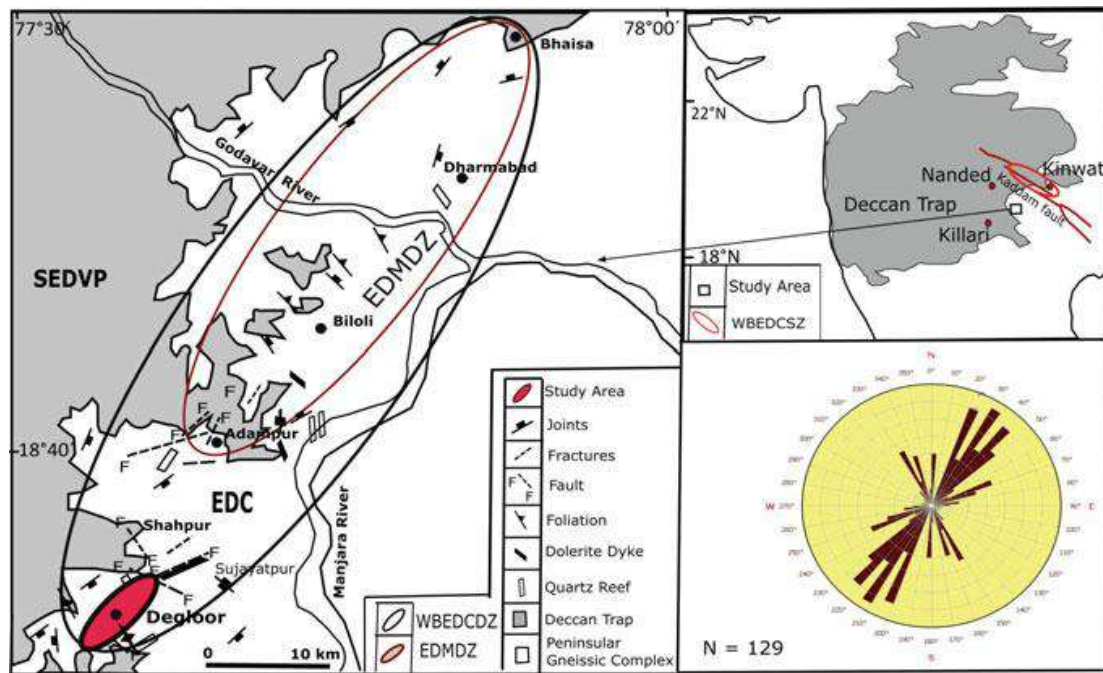 77°30'
78°00'
Bhaisa
Godavari River
Dharmabad
SEDVP
EDMDZ
Biloli
F
F
F
F
Adampur
F
18°40'
EDC
Shahpur
F
F
F
F
F
F
Sujayatpur
Manjara River
Degloor
0 10 km
WBEDCDZ
EDMDZ
Study Area
Joints
Fractures
F
F
Fault
Foliation
Dolerite Dyke
Quartz Reef
Deccan Trap
Peninsular
Gneissic Complex
22°N
Nanded
Kinwat
Kaddam fault
Deccan Trap
Killari
18°N
Study Area
WBEDCSZ
N
W
E
S
N = 129